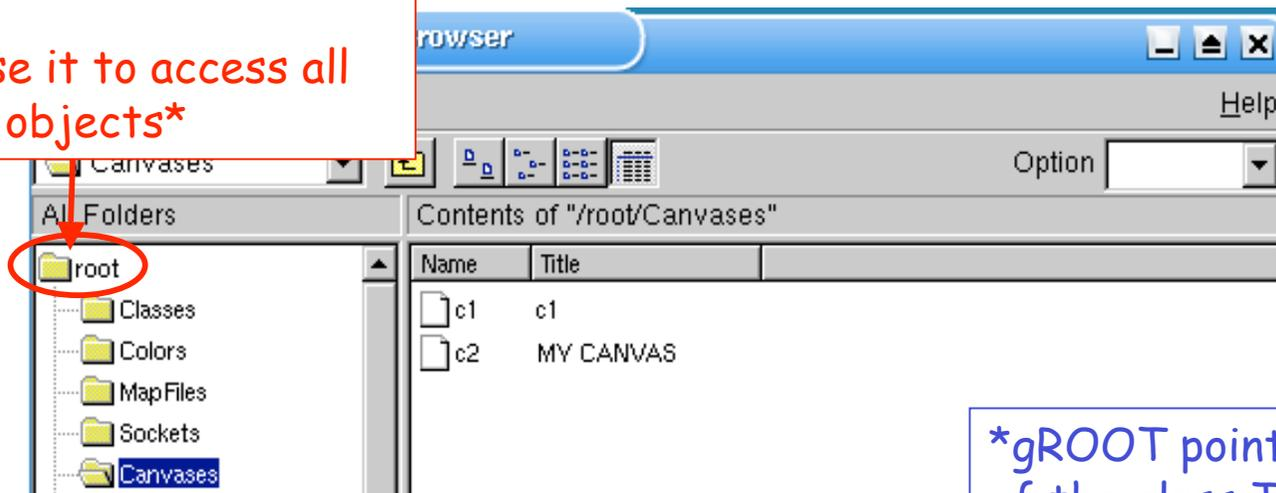 se it to access all
objects*
rowser
Help
Canvases
Option
All Folders
Contents of "/root/Canvases"
root
Name Title
Classes
c1 c1
Colors
c2 MY CANVAS
MapFiles
Sockets
Canvases
*gROOT point